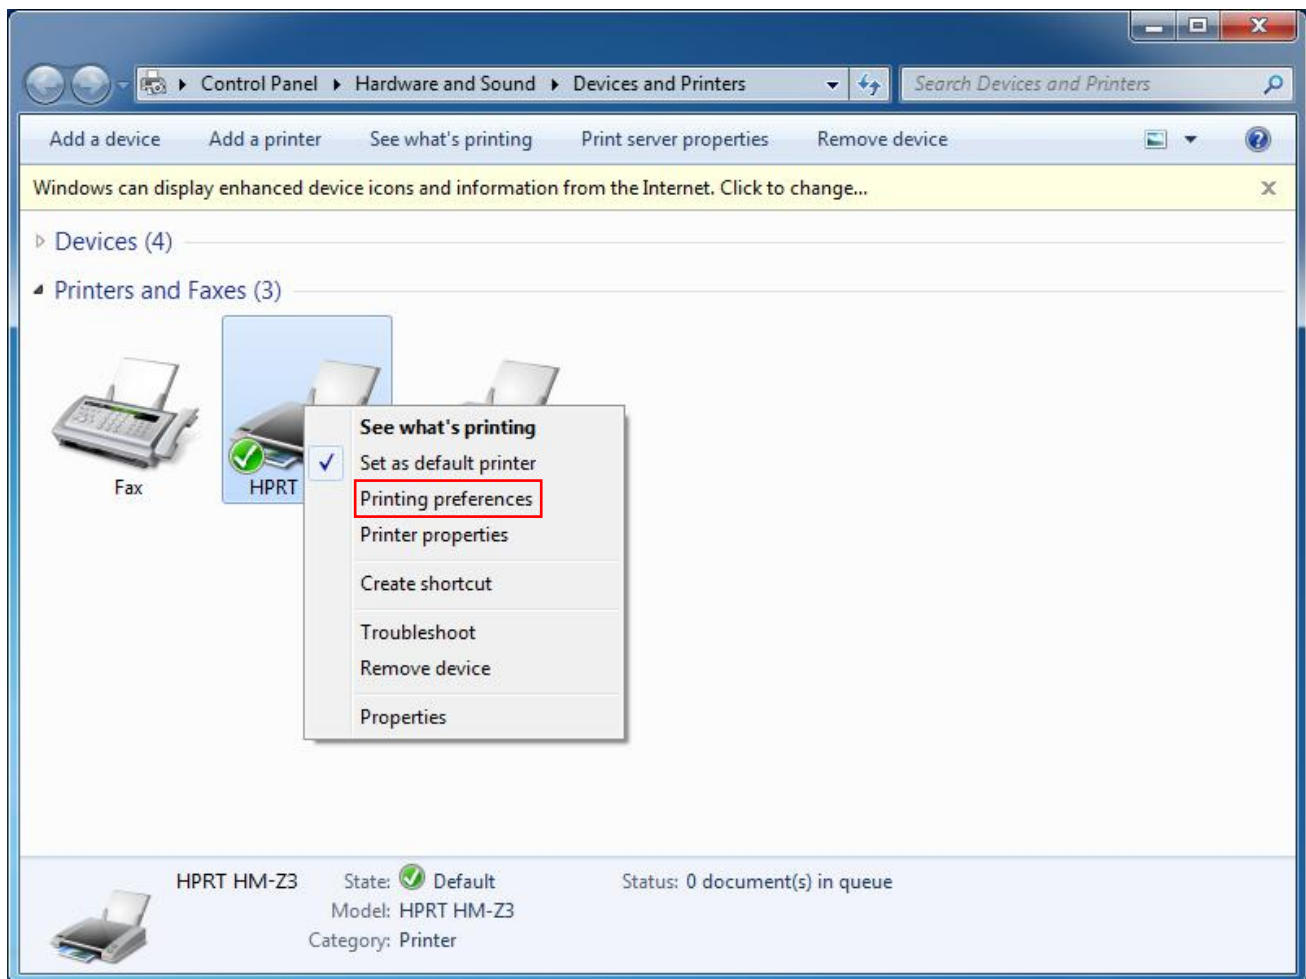 Control Panel Hardware and Sound Devices and Printers Search Devices and Printers
Add a device Add a printer See what's printing Print server properties Remove device
Windows can display enhanced device icons and information from the Internet. Click to change...
Devices (4)
Printers and Faxes (3)
See what's printing
Set as default printer
Fax HPRT Printing preferences
Printer properties
Create shortcut
Troubleshoot
Remove device
Properties
HPRT HM-Z3 State: Default Status: 0 document(s) in queue
Model: HPRT HM-Z3
Category: Printer